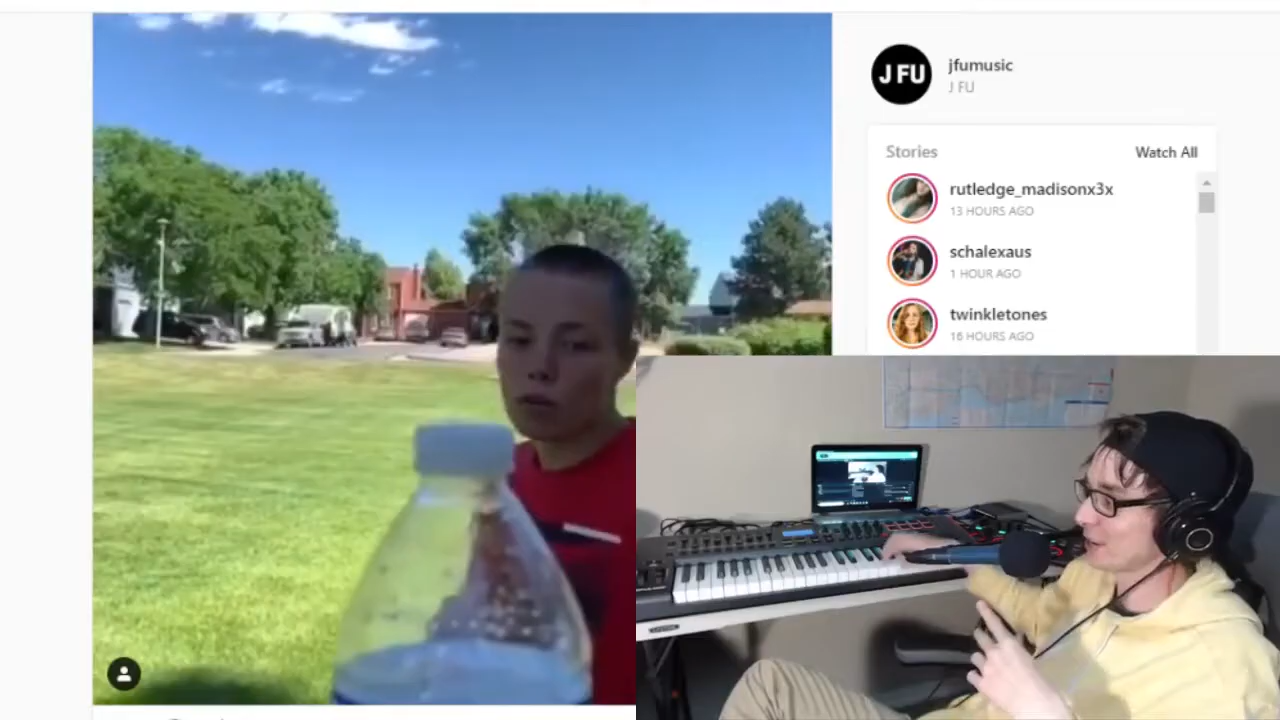 J FU
jfumusic
J FU
Stories
Watch All
rutledge_madisonx3x
13 HOURS AGO
schalexaus
1 HOUR AGO
twinkletones
16 HOURS AGO